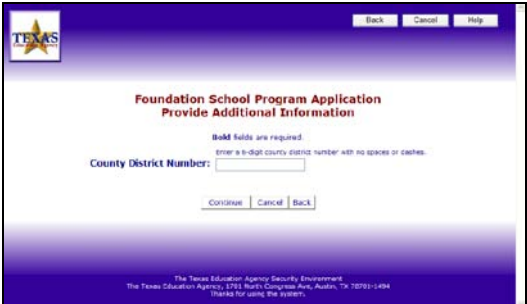 Back Cancel Help
TEXAS
Education Agency
Foundation School Program Application
Provide Additional Information
Bold fields are required.
Enter a 6-digit county district number with no spaces or dashes.
County District Number:
Continue Cancel Back
The Texas Education Agency Security Environment
The Texas Education Agency, 1701 North Congress Ave, Austin, TX 78701-1494
Thanks for using the system.